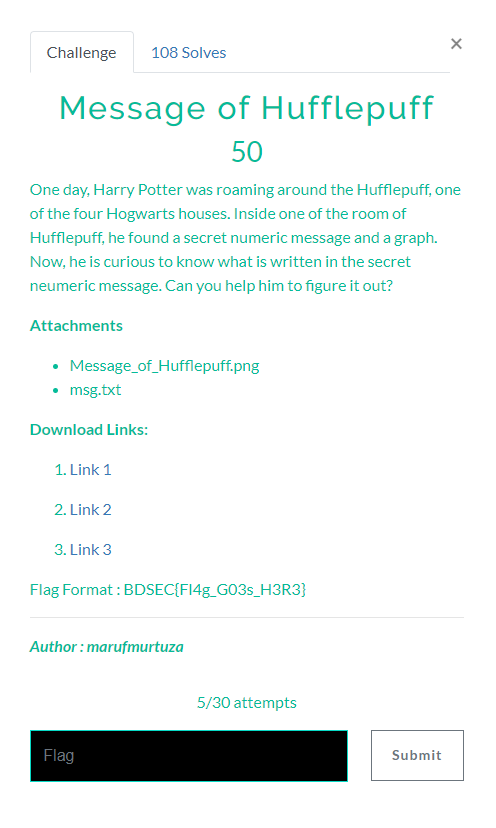 Challenge 108 Solves ×
Message of Hufflepuff
50
One day, Harry Potter was roaming around the Hufflepuff, one
of the four Hogwarts houses. Inside one of the room of
Hufflepuff, he found a secret numeric message and a graph.
Now, he is curious to know what is written in the secret
neumeric message. Can you help him to figure it out?
Attachments
• Message_of_Hufflepuff.png
• msg.txt
Download Links:
1. Link 1
2. Link 2
3. Link 3
Flag Format : BDSEC{Fl4g_G03s_H3R3}
Author : marufmurtuza
5/30 attempts
Flag Submit